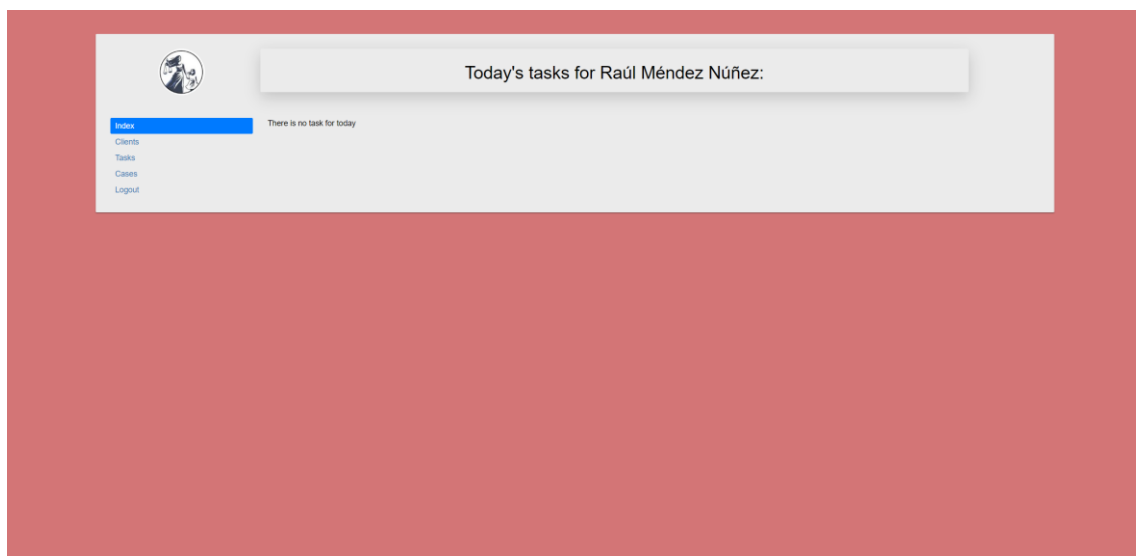 Today's tasks for Raúl Méndez Núñez:
Index
There is no task for today
Clients
Tasks
Cases
Logout